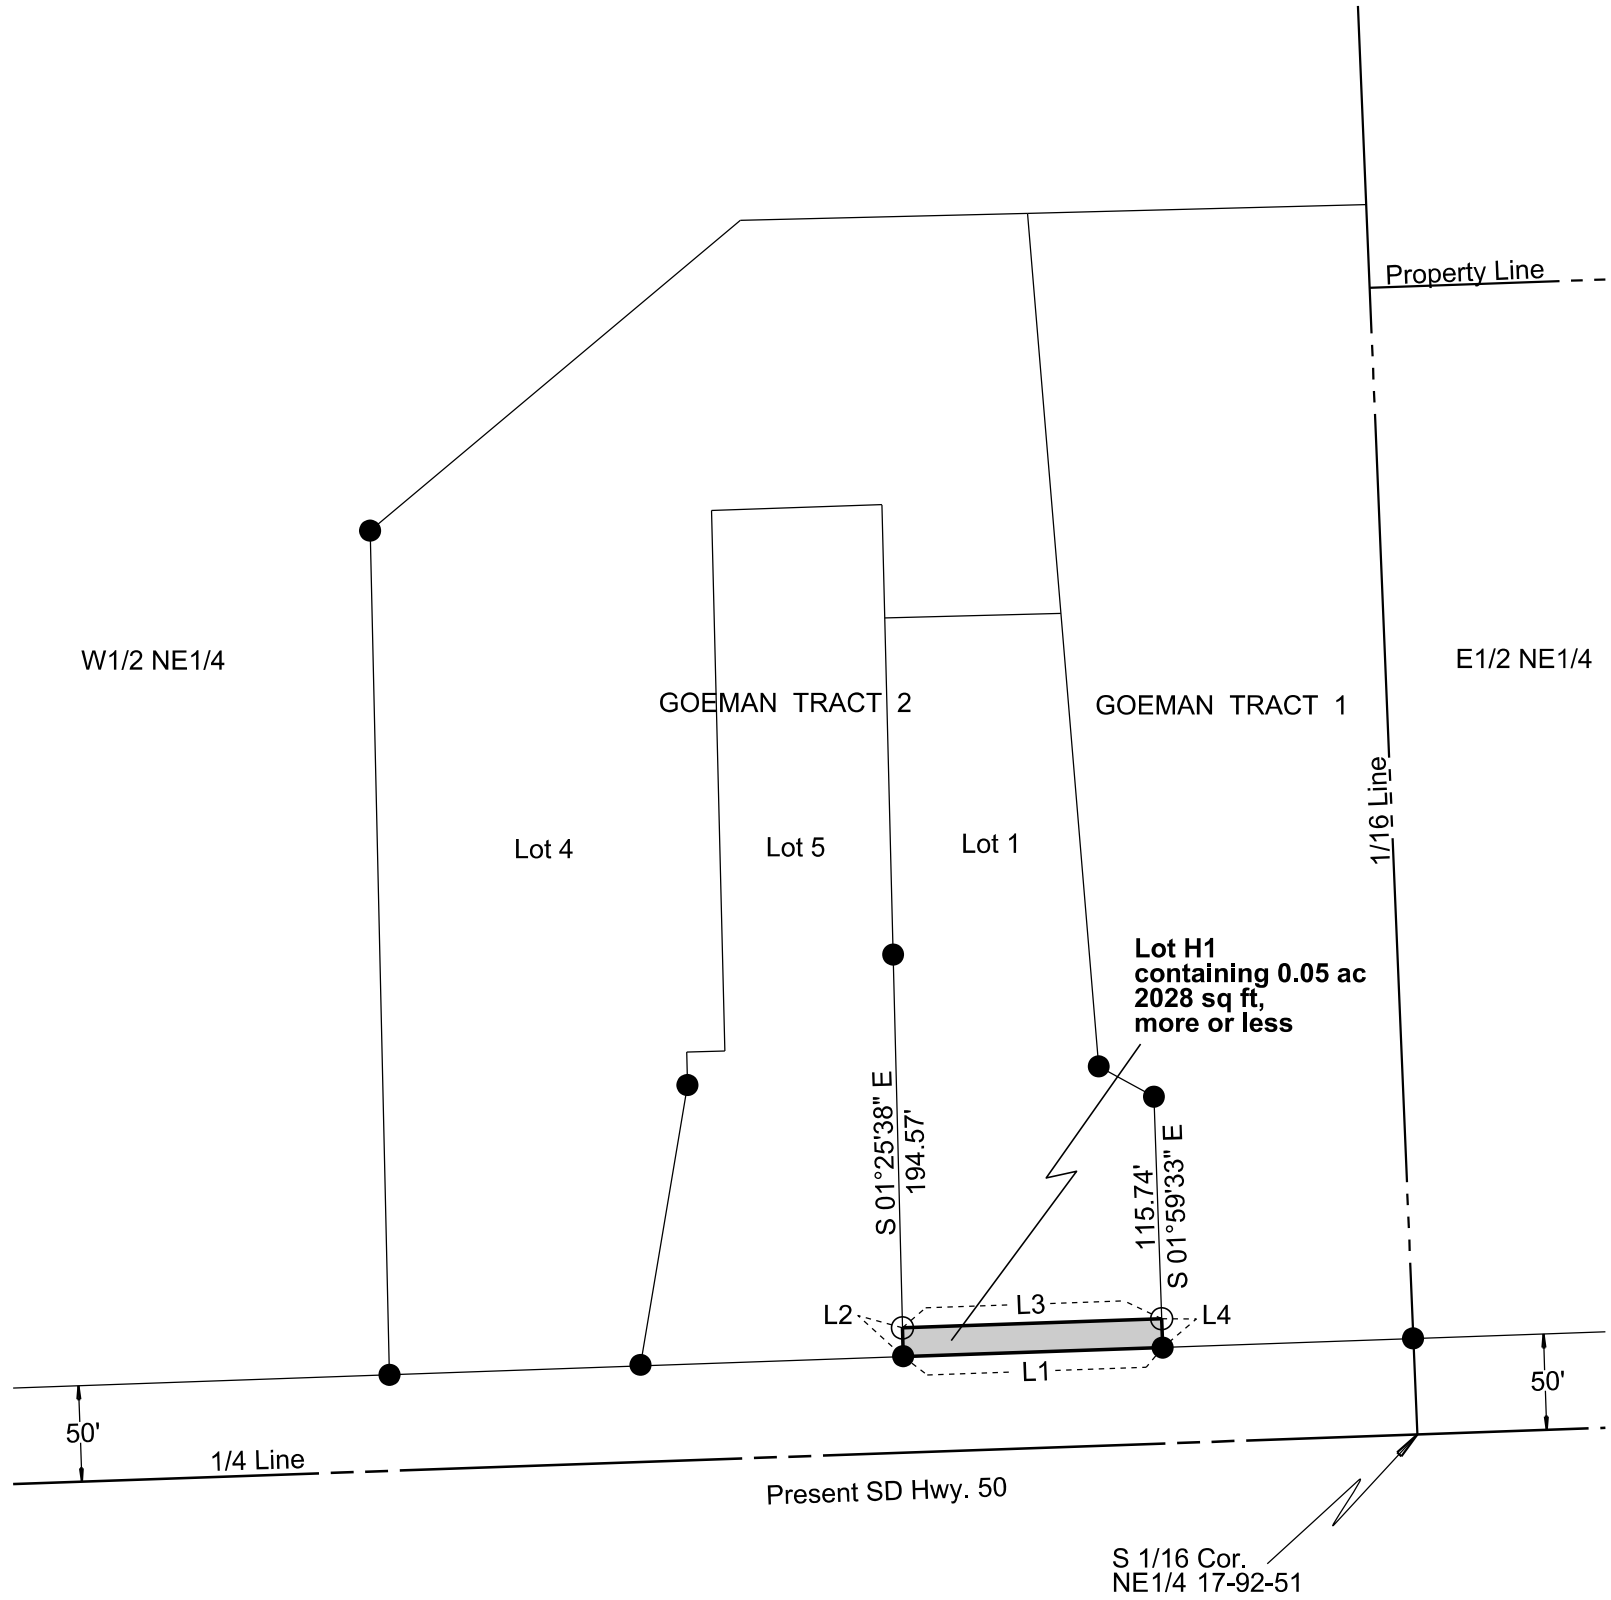 Property Line
W1/2 NE1/4
E1/2 NE1/4
GOEMAN TRACT 2
GOEMAN TRACT 1
1/16 Line
Lot 4
Lot 5
Lot 1
Lot H1
containing 0.05 ac
2028 sq ft,
more or less
S 01°25'38" E
194.57'
115.74'
S 01°59'33" E
L2
L3
L4
L1
50'
50'
1/4 Line
Present SD Hwy. 50
S 1/16 Cor.
NE1/4 17-92-51